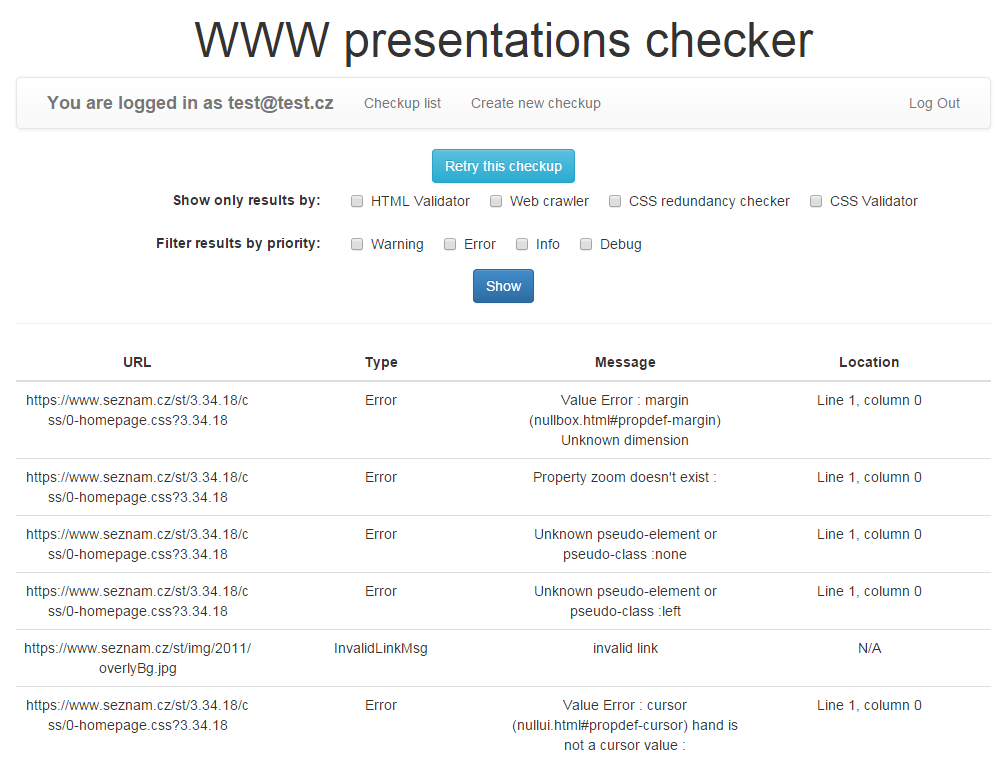 WWW presentations checker
You are logged in as test@test.cz Checkup list Create new checkup Log Out
Retry this checkup
Show only results by: HTML Validator Web crawler CSS redundancy checker CSS Validator
Filter results by priority: Warning Error Info Debug
Show
URL Type Message Location
https://www.seznam.cz/st/3.34.18/c Error Value Error : margin Line 1, column 0
ss/0-homepage.css?3.34.18 (nullbox.html#propdef-margin)
Unknown dimension
https://www.seznam.cz/st/3.34.18/c Error Property zoom doesn't exist : Line 1, column 0
ss/0-homepage.css?3.34.18
https://www.seznam.cz/st/3.34.18/c Error Unknown pseudo-element or Line 1, column 0
ss/0-homepage.css?3.34.18 pseudo-class :none
https://www.seznam.cz/st/3.34.18/c Error Unknown pseudo-element or Line 1, column 0
ss/0-homepage.css?3.34.18 pseudo-class :left
https://www.seznam.cz/st/img/2011/ InvalidLinkMsg invalid link N/A
overlyBg.jpg
https://www.seznam.cz/st/3.34.18/c Error Value Error : cursor Line 1, column 0
ss/0-homepage.css?3.34.18 (nullui.html#propdef-cursor) hand is
not a cursor value :